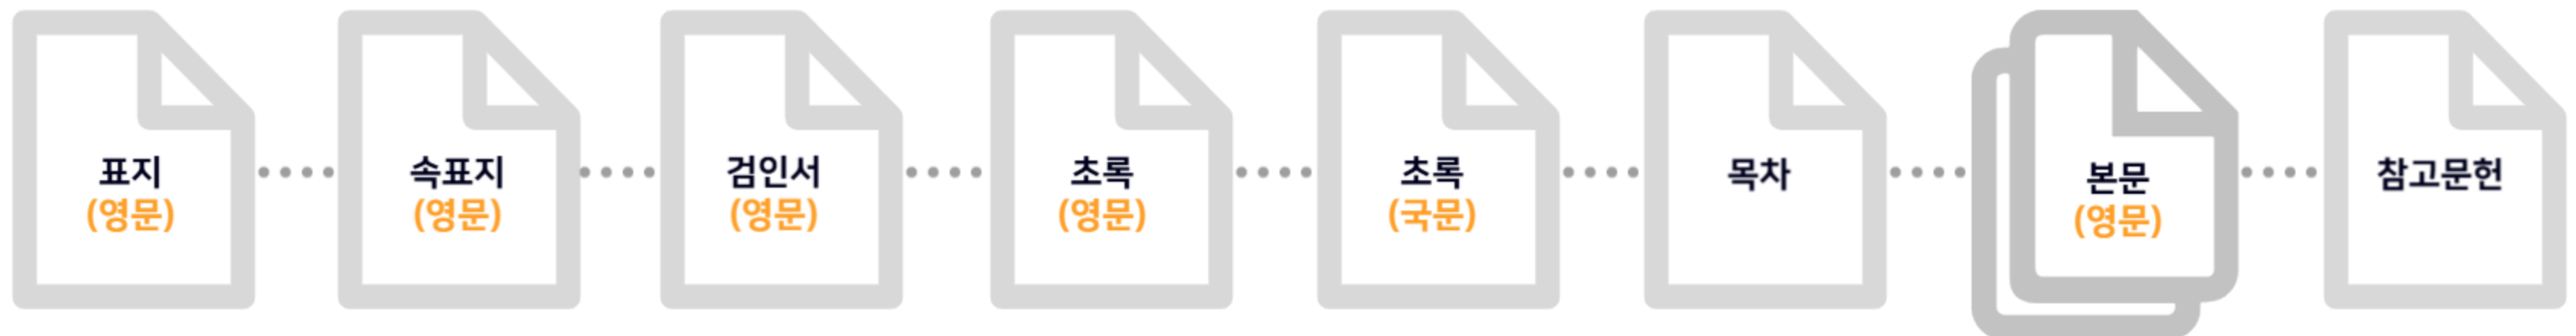 표지
(영문)
속표지
(영문)
검인서
(영문)
초록
(영문)
초록
(국문)
목차
본문
(영문)
참고문헌